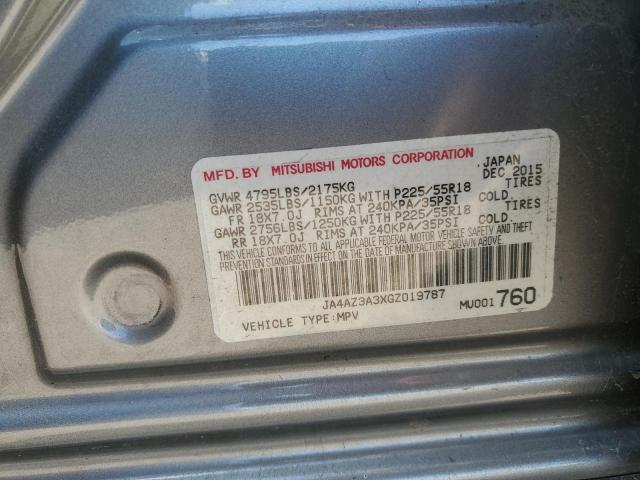 MFD. BY MITSUBISHI MOTORS CORPORATION , JAPAN
GVWR 4795LBS/2175KG DEC 2015
GAWR 2535LBS/1150KG WITH P225/55R18 TIRES
FR 18X7.0J RIMS AT 240KPA/35PSI COLD.
GAWR 2756LBS/1250KG WITH P225/55R18 TIRES
RR 18X7.0J RIMS AT 240KPA/35PSI COLD.
THIS VEHICLE CONFORMS TO ALL APPLICABLE FEDERAL MOTOR VEHICLE SAFETY AND THEFT
PREVENTION STANDARDS IN EFFECT ON THE DATE OF MANUFACTURE SHOWN ABOVE.
JA4AZ3A3XGZ019787
VEHICLE TYPE:MPV MU001760